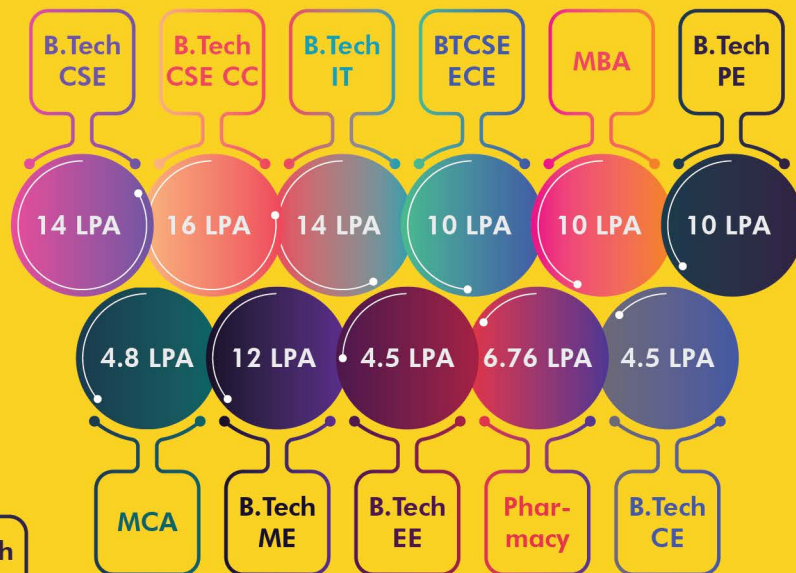 B.Tech
CSE
B.Tech
CSE CC
B.Tech
IT
BTCSE
ECE
MBA
B.Tech
PE
14 LPA
16 LPA
14 LPA
10 LPA
10 LPA
10 LPA
4.8 LPA
12 LPA
4.5 LPA
6.76 LPA
4.5 LPA
MCA
B.Tech
ME
B.Tech
EE
Phar-
macy
B.Tech
CE